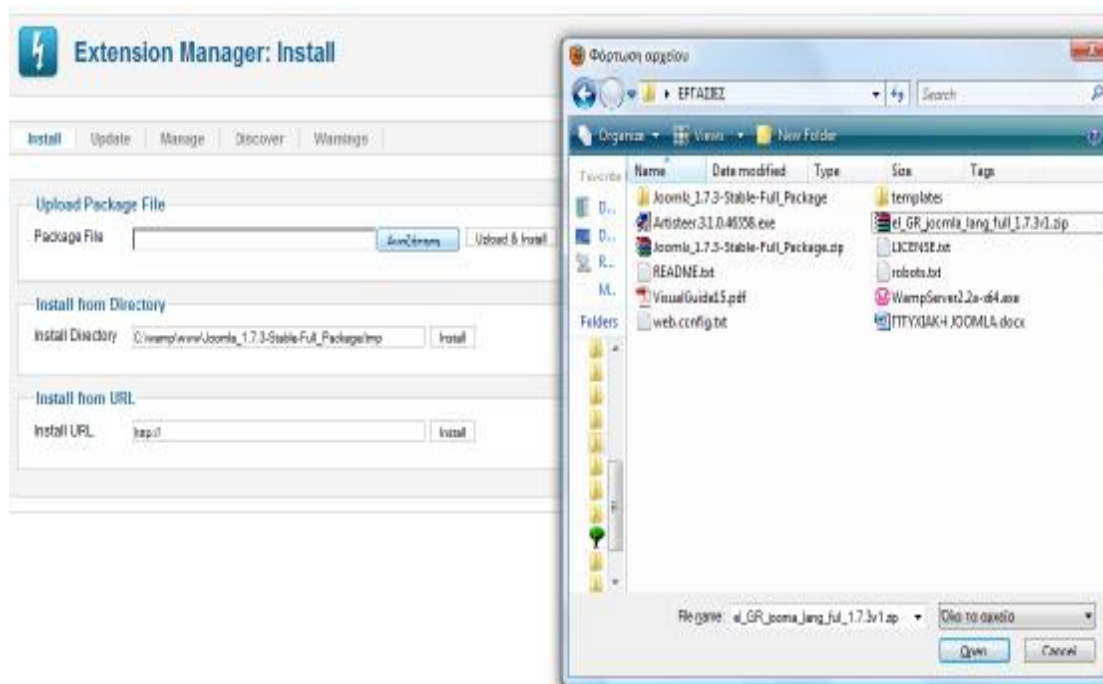 Extension Manager: Install
Install Update Manage Discover Warnings
Upload Package File
Package File Αναζήτηση Upload & Install
Install from Directory
Install Directory C:\wamp\www\Joomla_1.7.3-Stable-Full_Package/tmp Install
Install from URL
Install URL http:// Install
Φόρτωση αρχείου
ΕΡΓΑΣΙΕΣ Search
Organize Views New Folder
Favorite Name Date modified Type Size Tags
D... Joomla_1.7.3-Stable-Full_Package templates
D... Artisteer.3.1.0.46558.exe el_GR_joomla_lang_full_1.7.3v1.zip
R... Joomla_1.7.3-Stable-Full_Package.zip LICENSE.txt
README.txt robots.txt
M.. VisualGuide15.pdf WampServer2.2a-x64.exe
Folders web.config.txt ΠΤΥΧΙΑΚΗ JOOMLA.docx
File name: el_GR_joomla_lang_full_1.7.3v1.zip Όλα τα αρχεία
Open Cancel